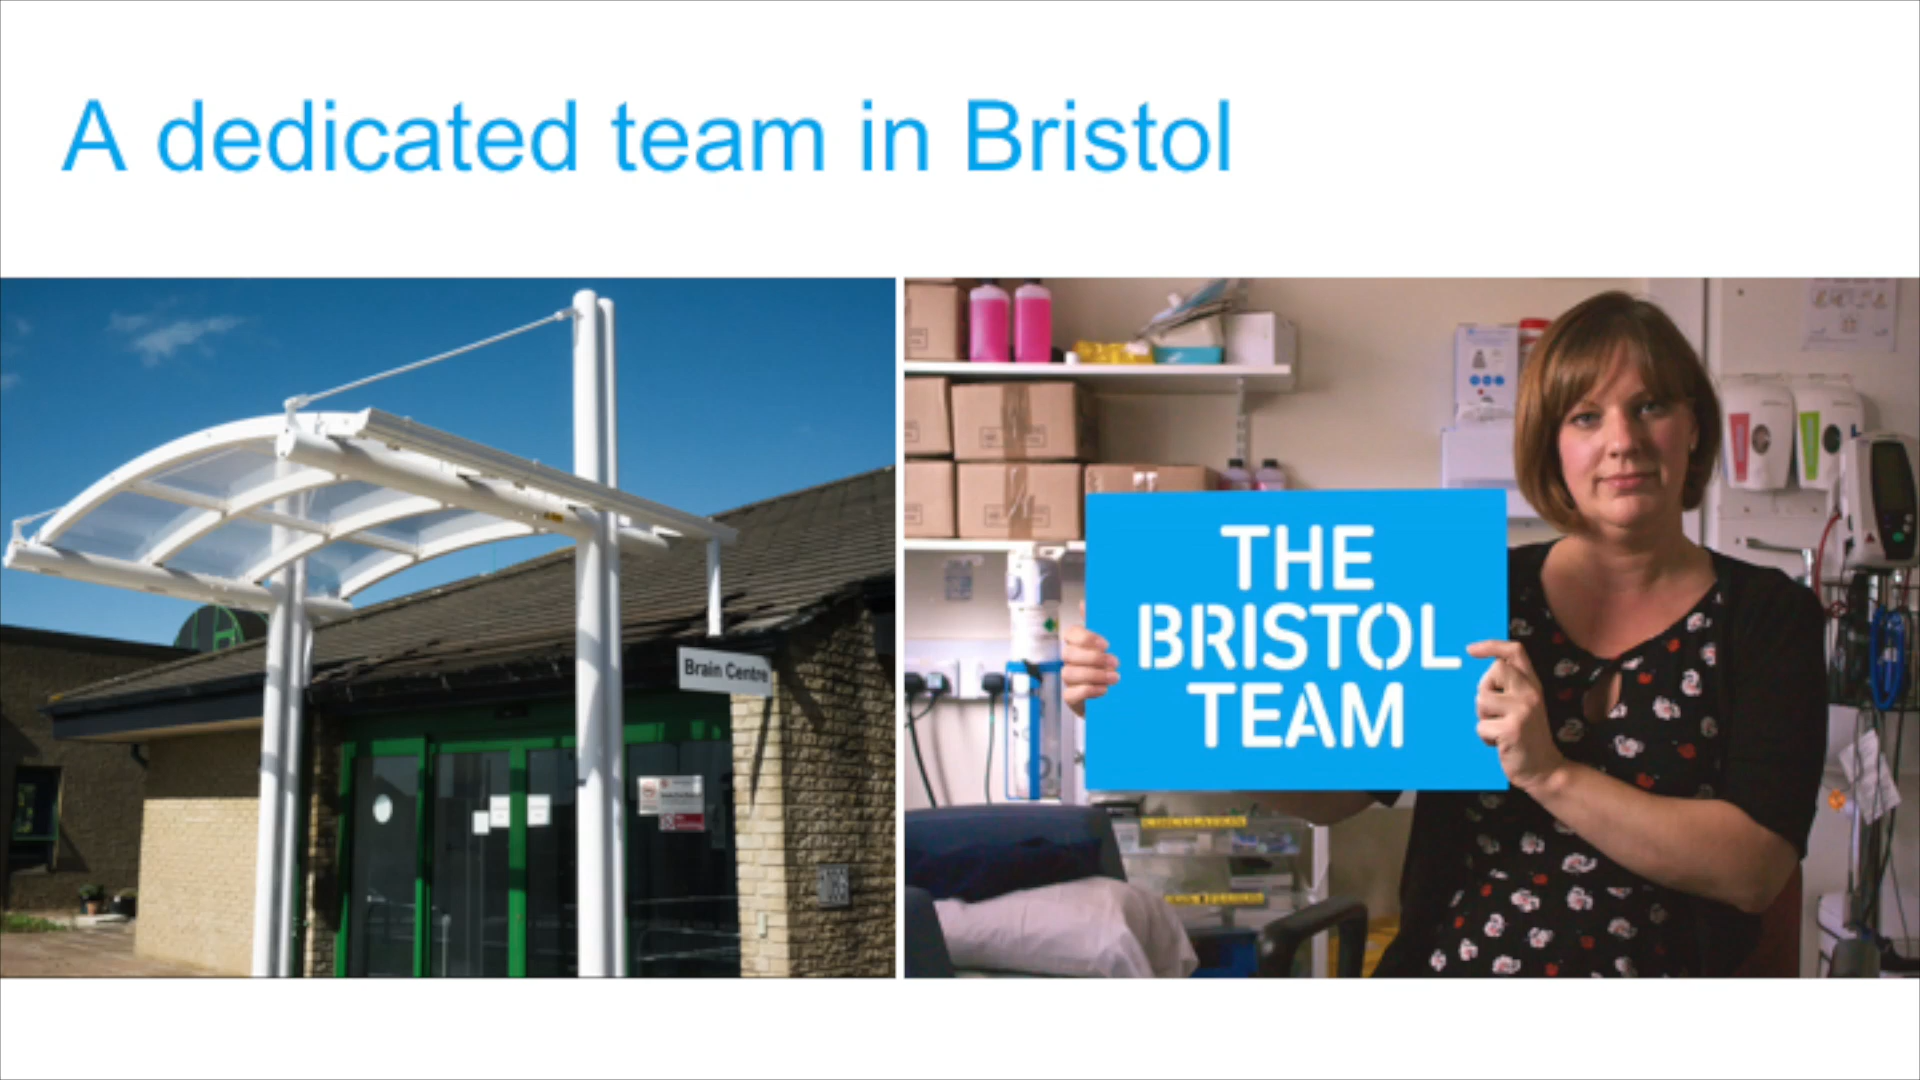 A dedicated team in Bristol
Brain Centre
THE
BRISTOL
TEAM